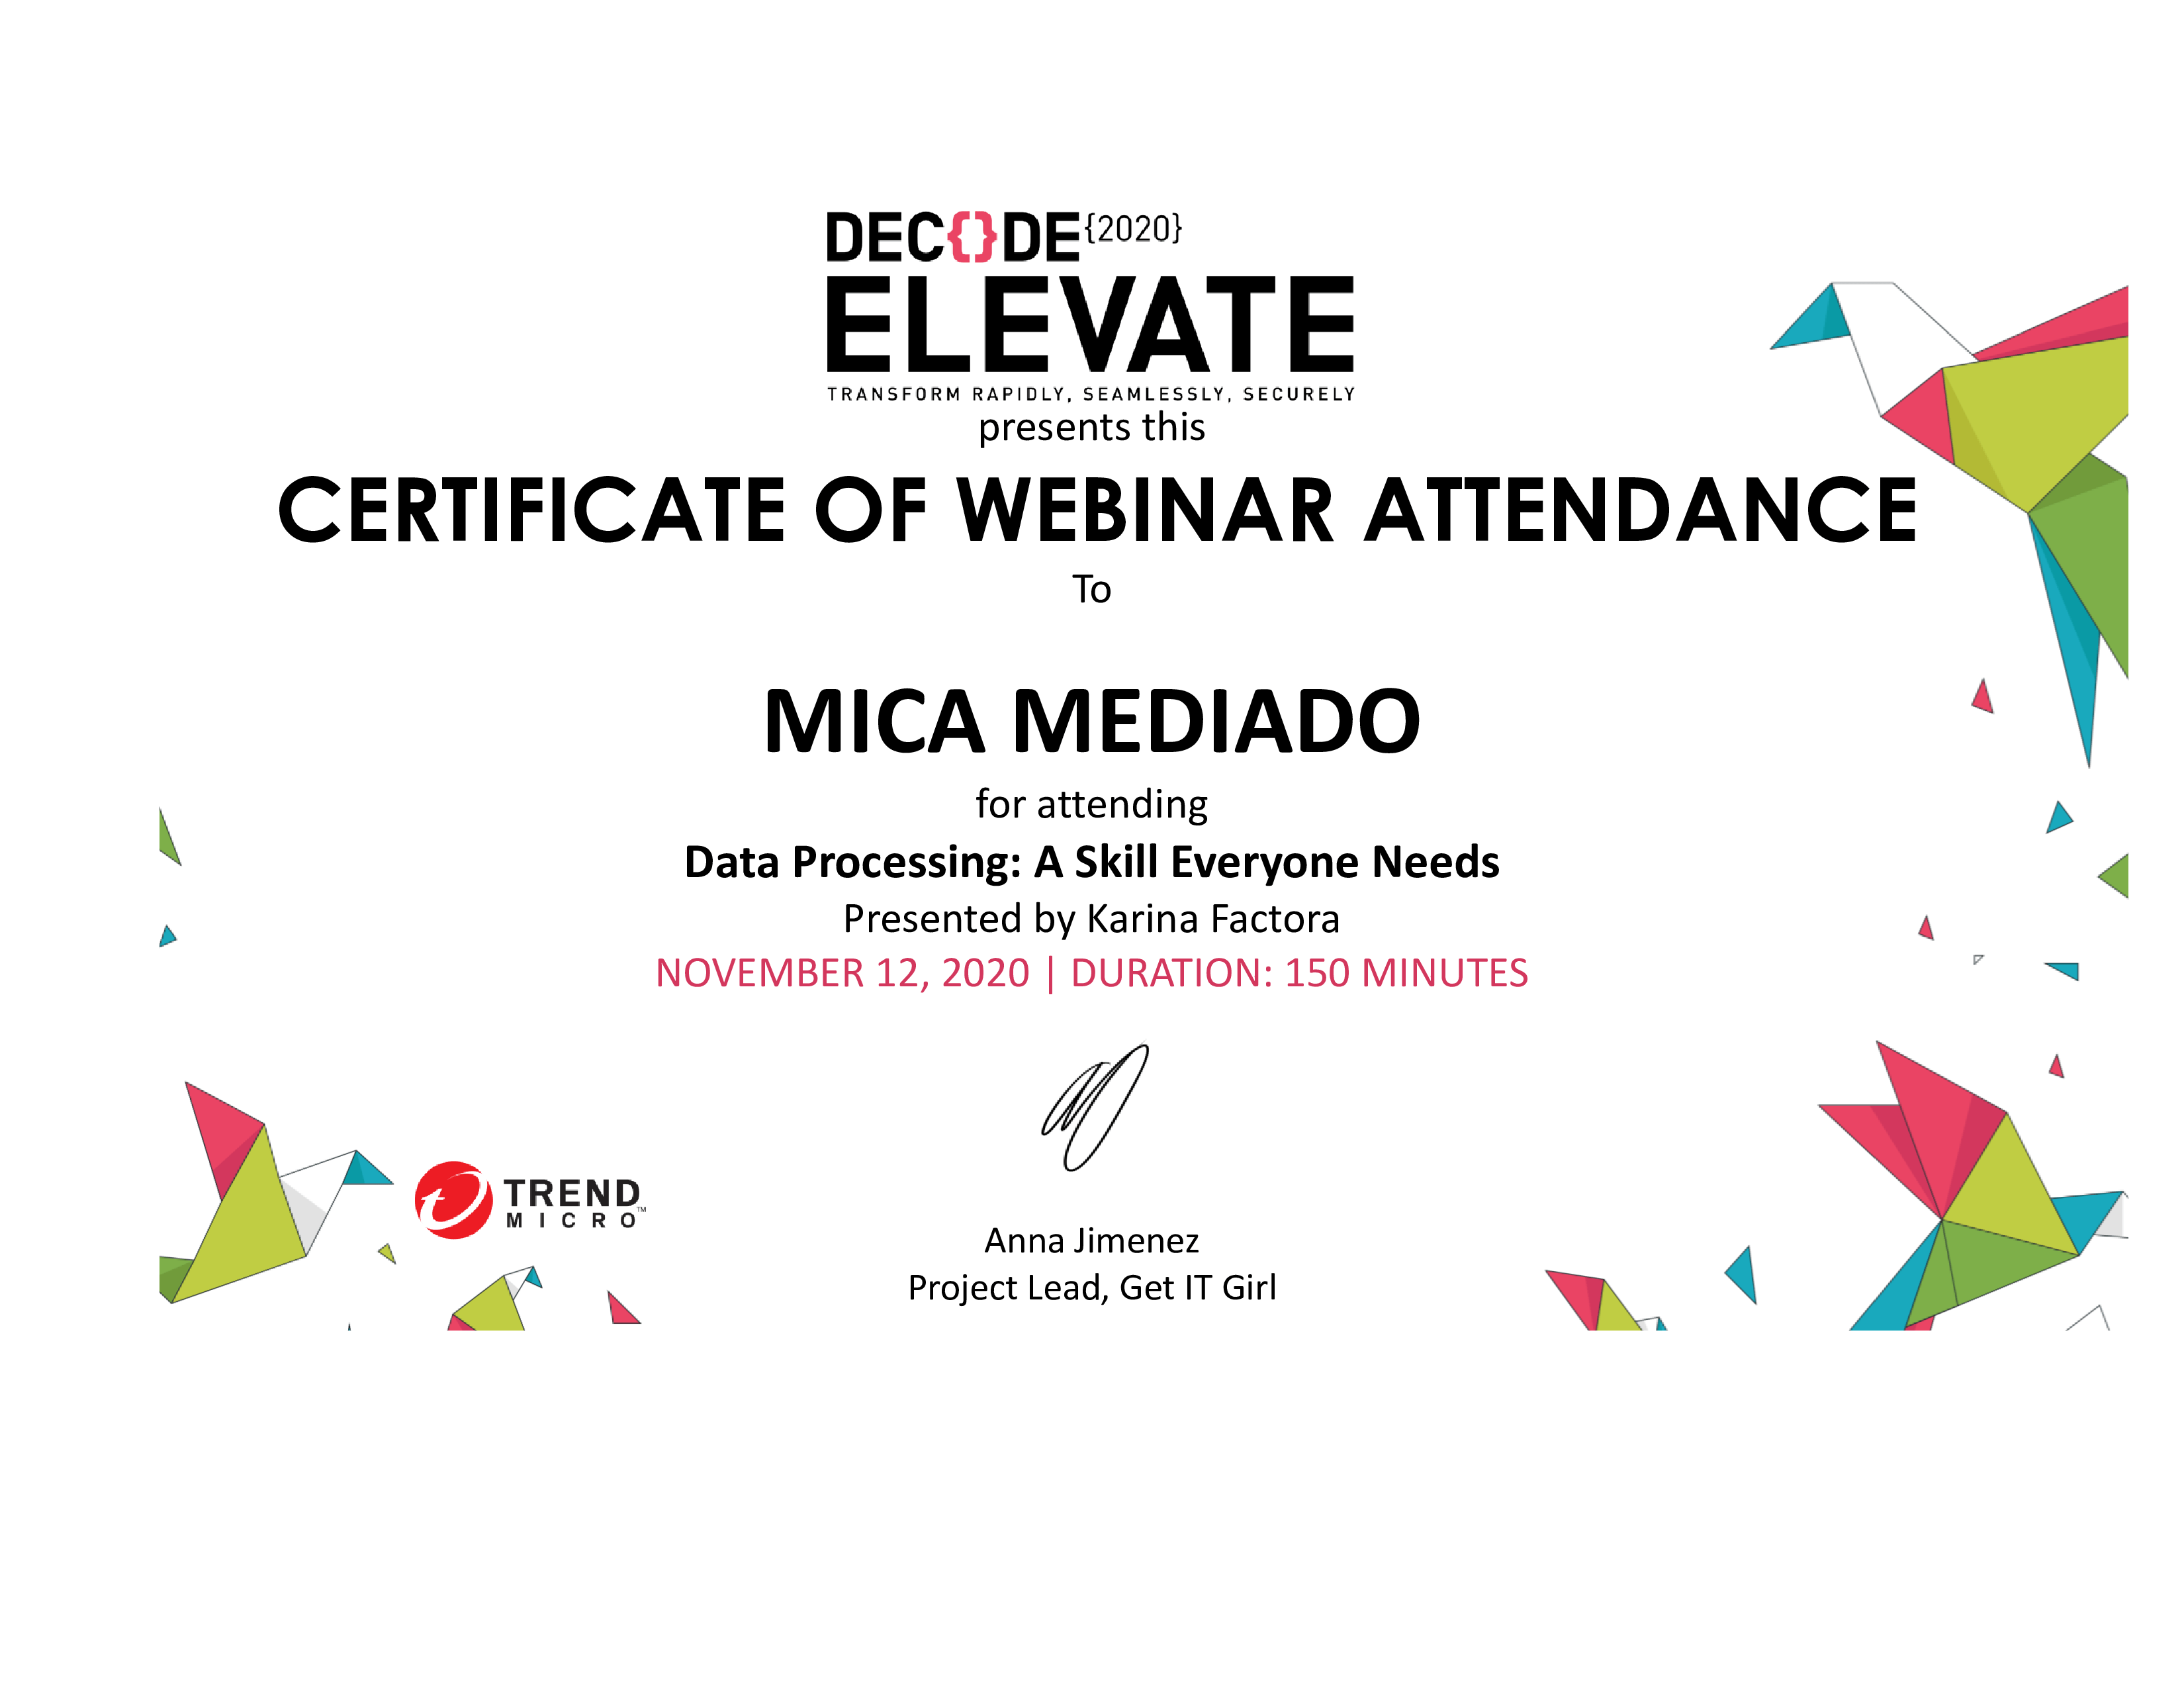 DEC{}DE {2020}
ELEVATE
TRANSFORM RAPIDLY, SEAMLESSLY, SECURELY
presents this
CERTIFICATE OF WEBINAR ATTENDANCE
To
MICA MEDIADO
for attending
Data Processing: A Skill Everyone Needs
Presented by Karina Factora
NOVEMBER 12, 2020 | DURATION: 150 MINUTES
TREND
MICRO™
Anna Jimenez
Project Lead, Get IT Girl